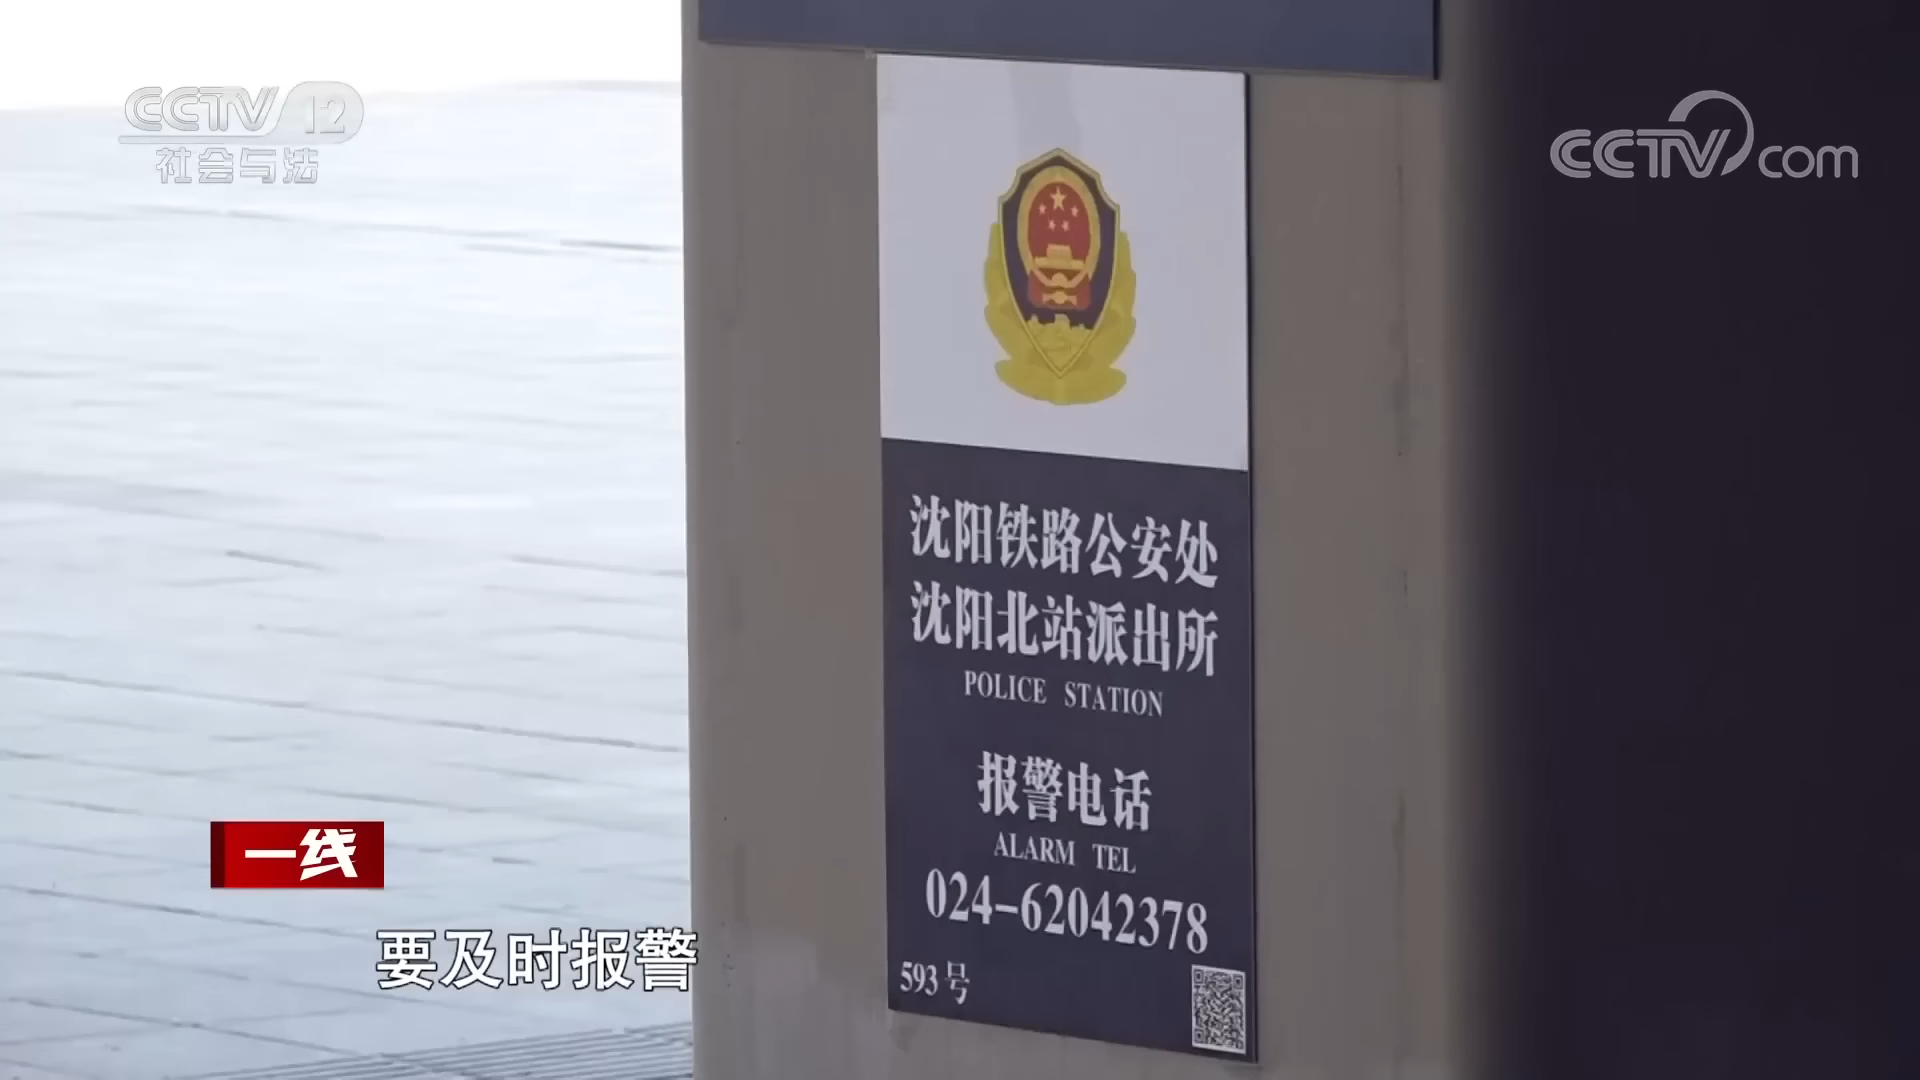 CCTV 12
社会与法
CCTV.com
沈阳铁路公安处
沈阳北站派出所
POLICE STATION
报警电话
ALARM TEL
024-62042378
593号
一线
要及时报警